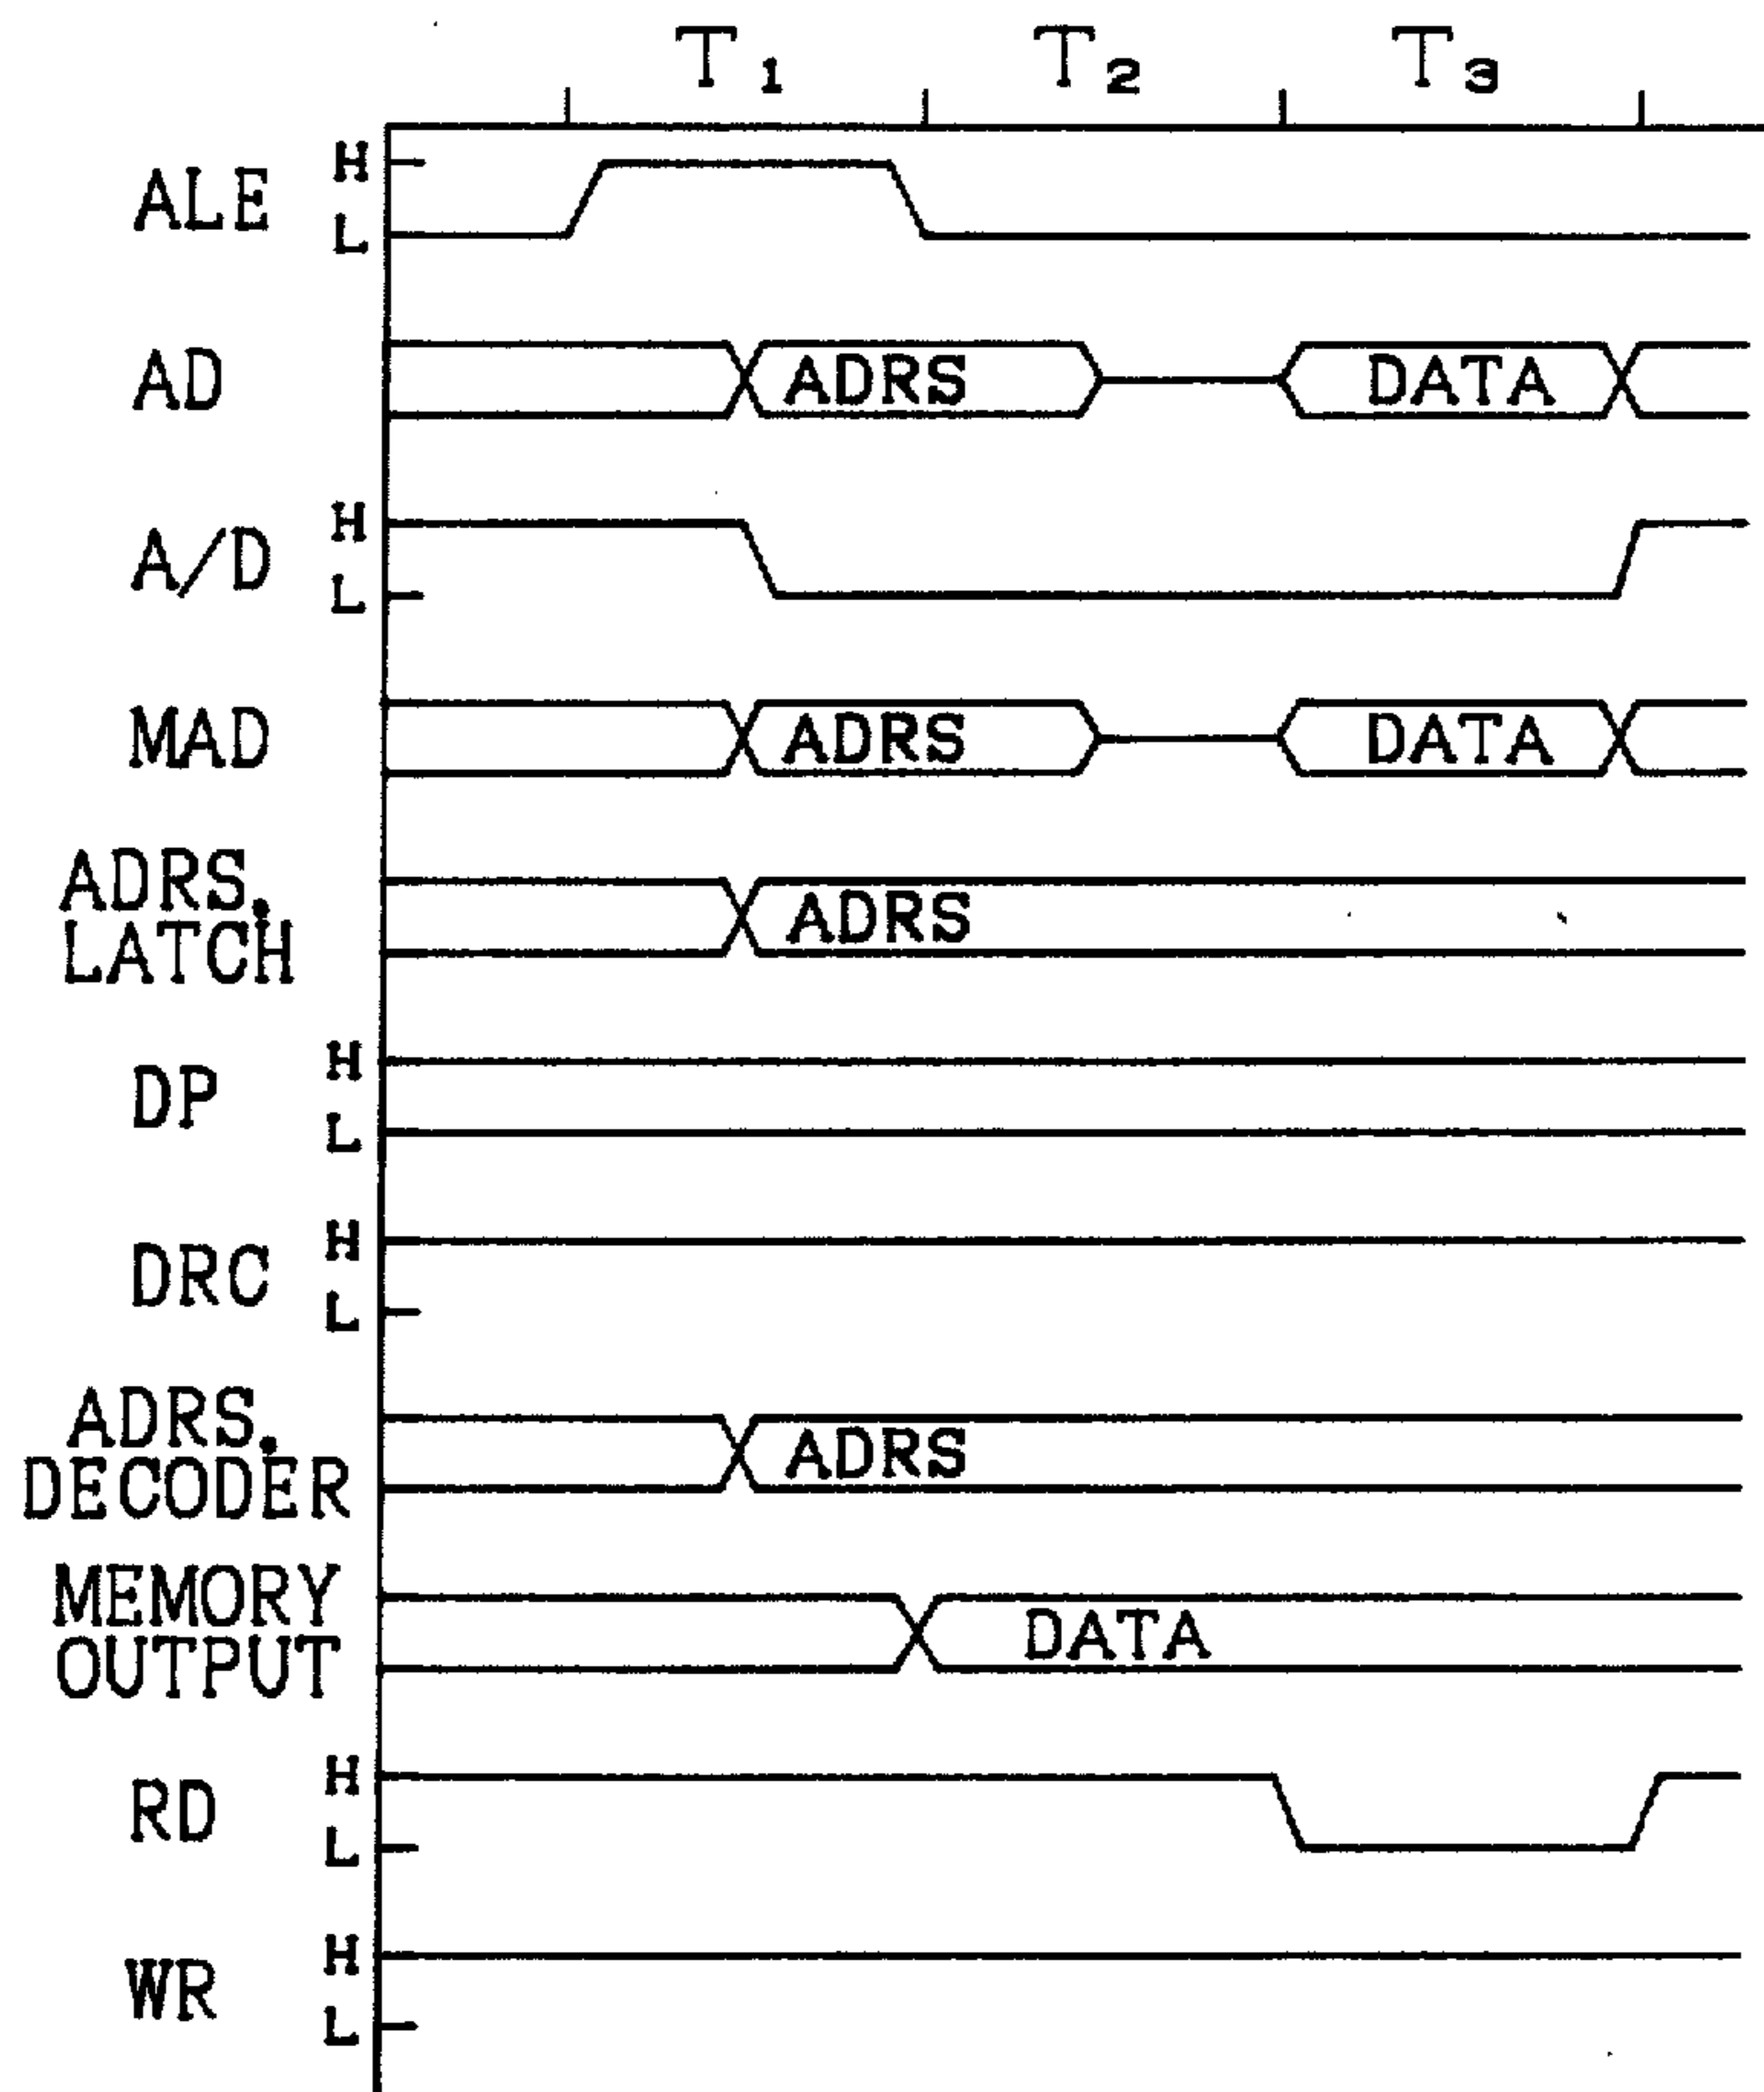 T1 T2 T3
ALE H
L
AD ADRS DATA
A/D H
L
MAD ADRS DATA
ADRS.
LATCH ADRS
DP H
L
DRC H
L
ADRS.
DECODER ADRS
MEMORY
OUTPUT DATA
RD H
L
WR H
L